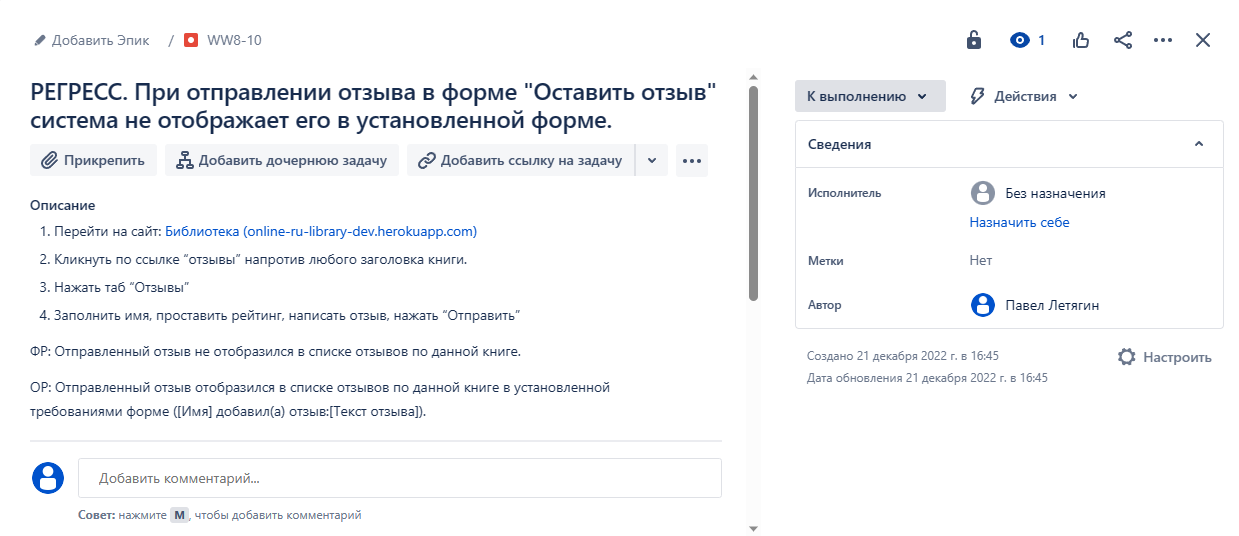 Добавить Эпик / WW8-10
1
РЕГРЕСС. При отправлении отзыва в форме "Оставить отзыв"
система не отображает его в установленной форме.
Прикрепить
Добавить дочернюю задачу
Добавить ссылку на задачу
Описание
1. Перейти на сайт: Библиотека (online-ru-library-dev.herokuapp.com)
2. Кликнуть по ссылке “отзывы” напротив любого заголовка книги.
3. Нажать таб “Отзывы”
4. Заполнить имя, проставить рейтинг, написать отзыв, нажать “Отправить”
ФР: Отправленный отзыв не отобразился в списке отзывов по данной книге.
ОР: Отправленный отзыв отобразился в списке отзывов по данной книге в установленной
требованиями форме ([Имя] добавил(а) отзыв:[Текст отзыва]).
Добавить комментарий...
Совет: нажмите M, чтобы добавить комментарий
К выполнению
Действия
Сведения
Исполнитель
Без назначения
Назначить себе
Метки
Нет
Автор
Павел Летягин
Создано 21 декабря 2022 г. в 16:45
Настроить
Дата обновления 21 декабря 2022 г. в 16:45